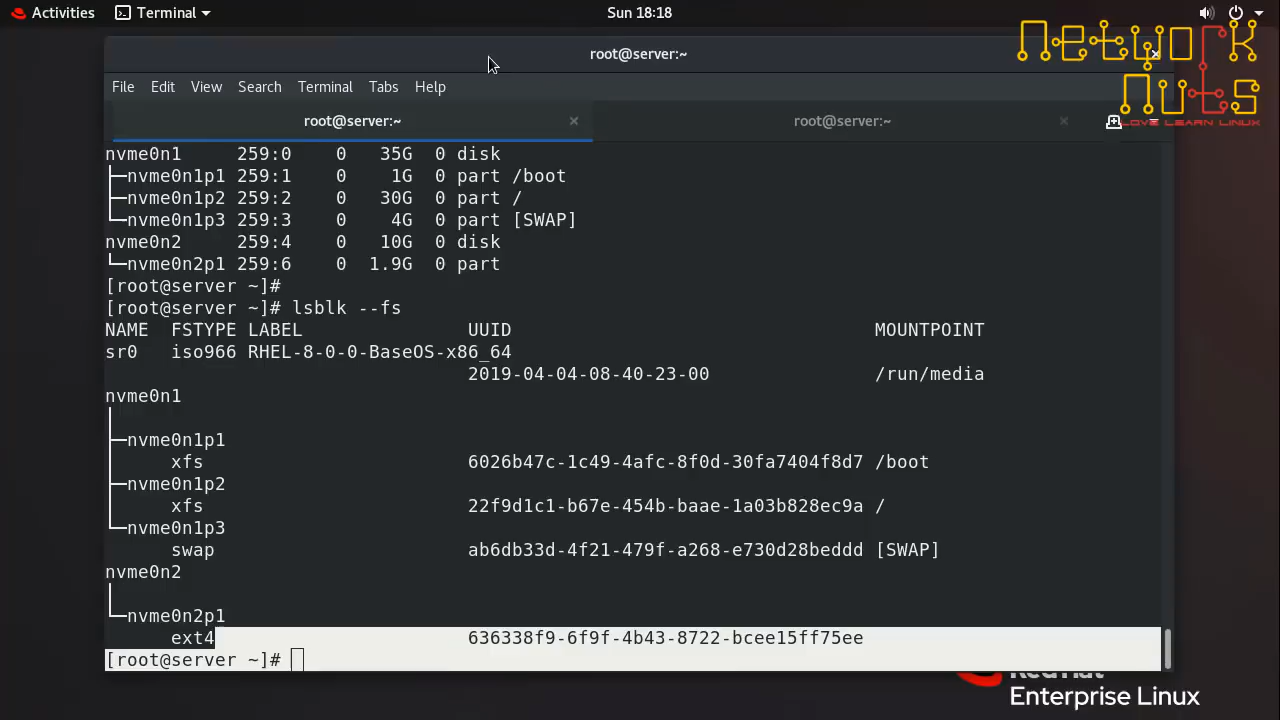 Activities Terminal Sun 18:18
Network
Nuts
LOVE LEARN LINUX
root@server:~
File Edit View Search Terminal Tabs Help
root@server:~ × root@server:~ ×
nvme0n1     259:0    0   35G  0 disk
├─nvme0n1p1 259:1    0    1G  0 part /boot
├─nvme0n1p2 259:2    0   30G  0 part /
└─nvme0n1p3 259:3    0    4G  0 part [SWAP]
nvme0n2     259:4    0   10G  0 disk
└─nvme0n2p1 259:6    0  1.9G  0 part
[root@server ~]#
[root@server ~]# lsblk --fs
NAME  FSTYPE LABEL               UUID                                 MOUNTPOINT
sr0   iso966 RHEL-8-0-0-BaseOS-x86_64
                                 2019-04-04-08-40-23-00               /run/media
nvme0n1
│
├─nvme0n1p1
│     xfs                        6026b47c-1c49-4afc-8f0d-30fa7404f8d7 /boot
├─nvme0n1p2
│     xfs                        22f9d1c1-b67e-454b-baae-1a03b828ec9a /
└─nvme0n1p3
      swap                       ab6db33d-4f21-479f-a268-e730d28beddd [SWAP]
nvme0n2
│
└─nvme0n2p1
      ext4                       636338f9-6f9f-4b43-8722-bcee15ff75ee
[root@server ~]#
Red Hat
Enterprise Linux